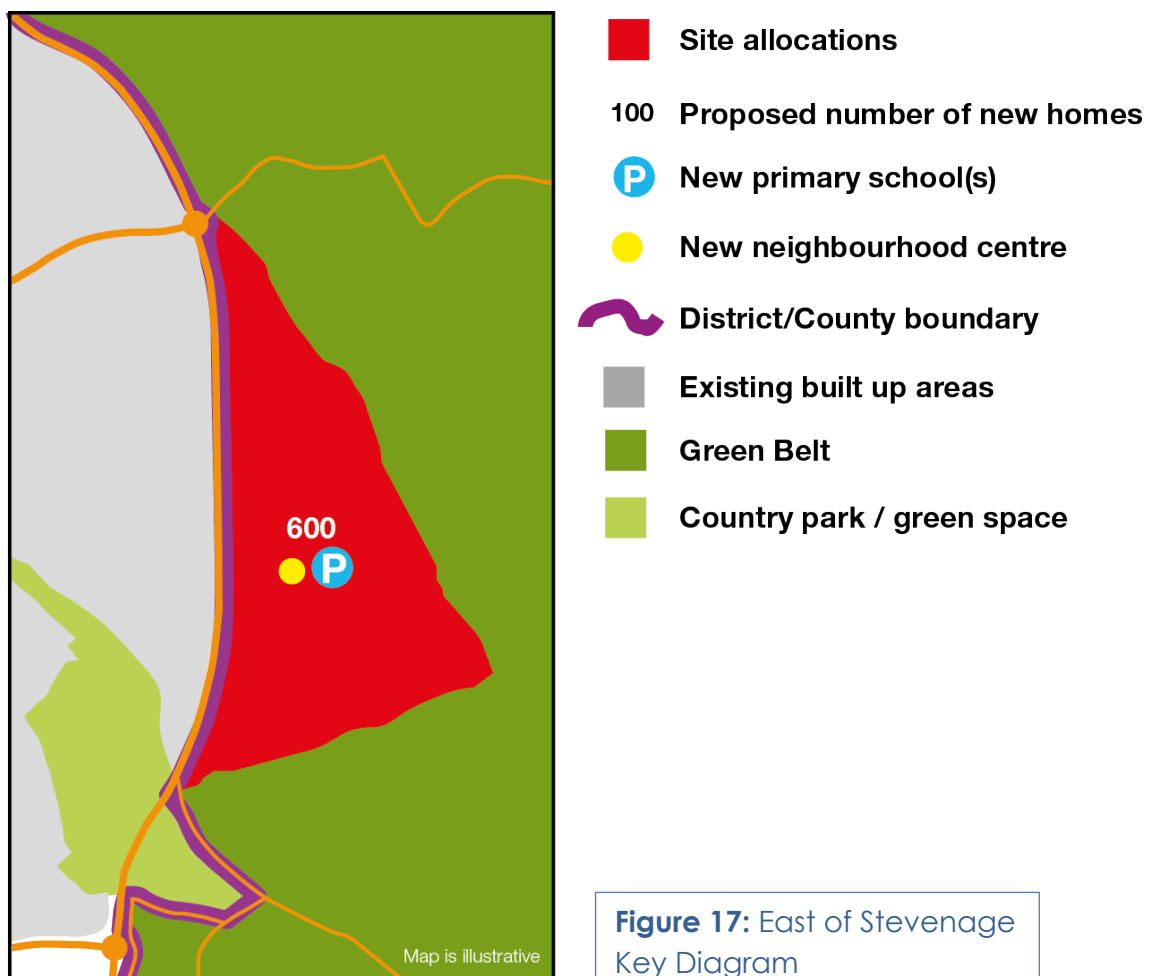 Site allocations
100 Proposed number of new homes
P New primary school(s)
New neighbourhood centre
District/County boundary
Existing built up areas
Green Belt
Country park / green space
600
P
Map is illustrative
Figure 17: East of Stevenage
Key Diagram